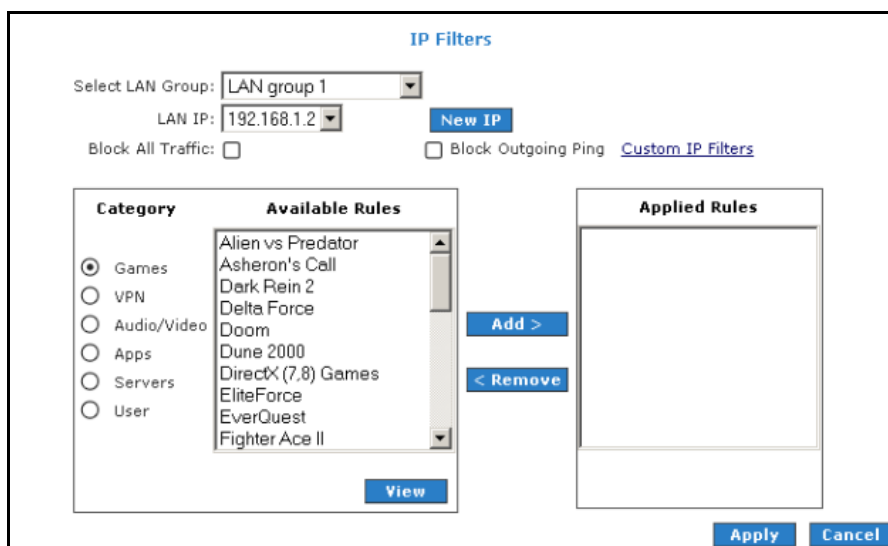 IP Filters
Select LAN Group: LAN group 1
LAN IP: 192.168.1.2 New IP
Block All Traffic: Block Outgoing Ping Custom IP Filters
Category Available Rules Applied Rules
Games
VPN
Audio/Video
Apps
Servers
User
Alien vs Predator
Asheron's Call
Dark Rein 2
Delta Force
Doom
Dune 2000
DirectX (7,8) Games
EliteForce
EverQuest
Fighter Ace II
Add >
< Remove
View
Apply Cancel